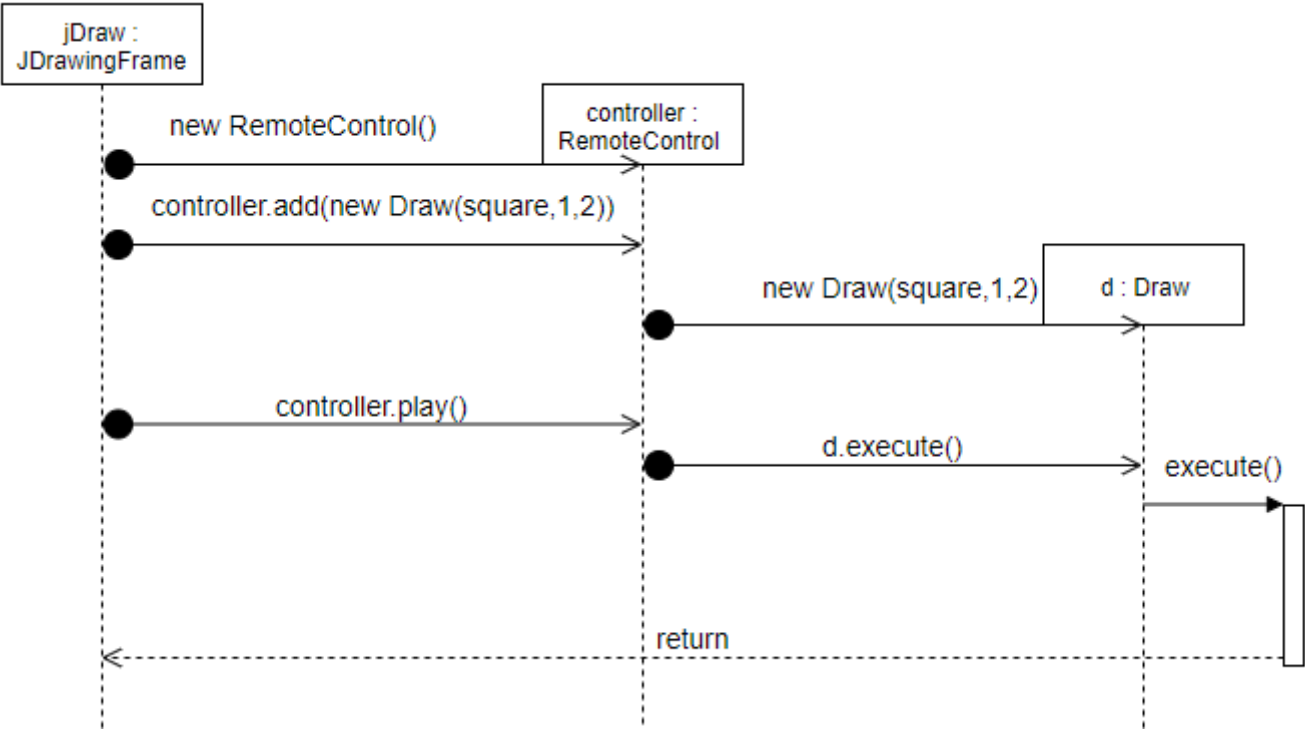 jDraw :
JDrawingFrame
new RemoteControl()
controller :
RemoteControl
controller.add(new Draw(square,1,2))
new Draw(square,1,2)
d : Draw
controller.play()
d.execute()
execute()
return